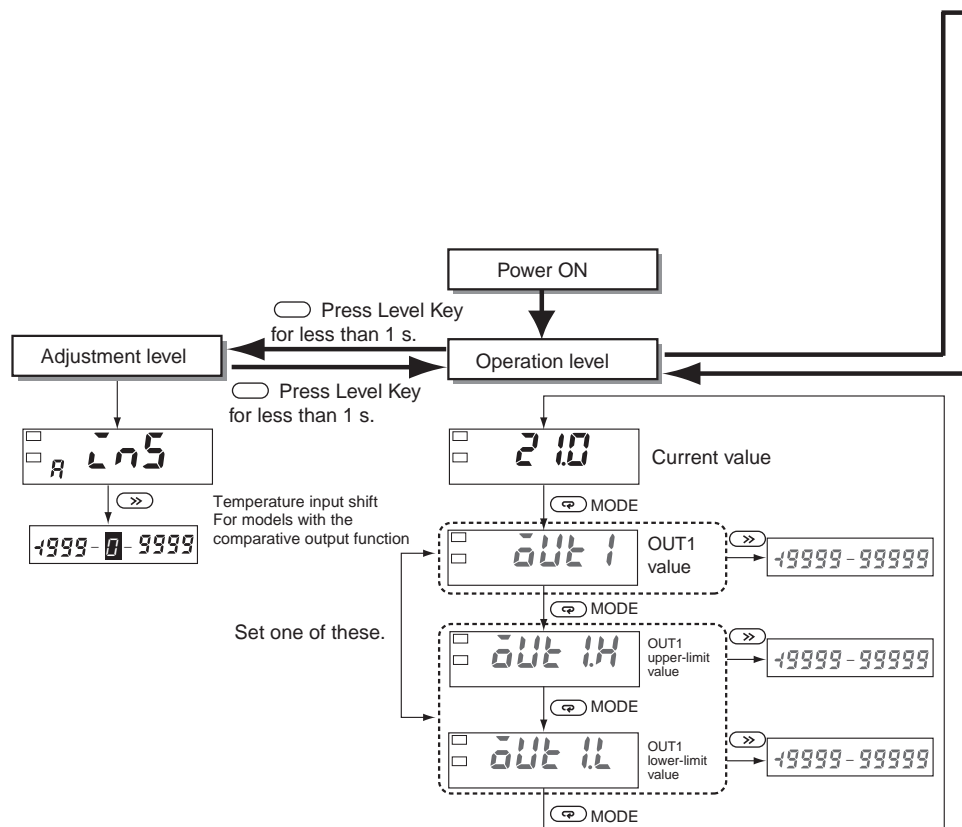 Power ON
Press Level Key
for less than 1 s.
Adjustment level
Operation level
Press Level Key
for less than 1 s.
A inS
21.0
Current value
Temperature input shift
For models with the
comparative output function
MODE
-1999-0-9999
oUt 1
OUT1
value
-19999-99999
MODE
Set one of these.
oUt 1.H
OUT1
upper-limit
value
-19999-99999
MODE
oUt 1.L
OUT1
lower-limit
value
-19999-99999
MODE